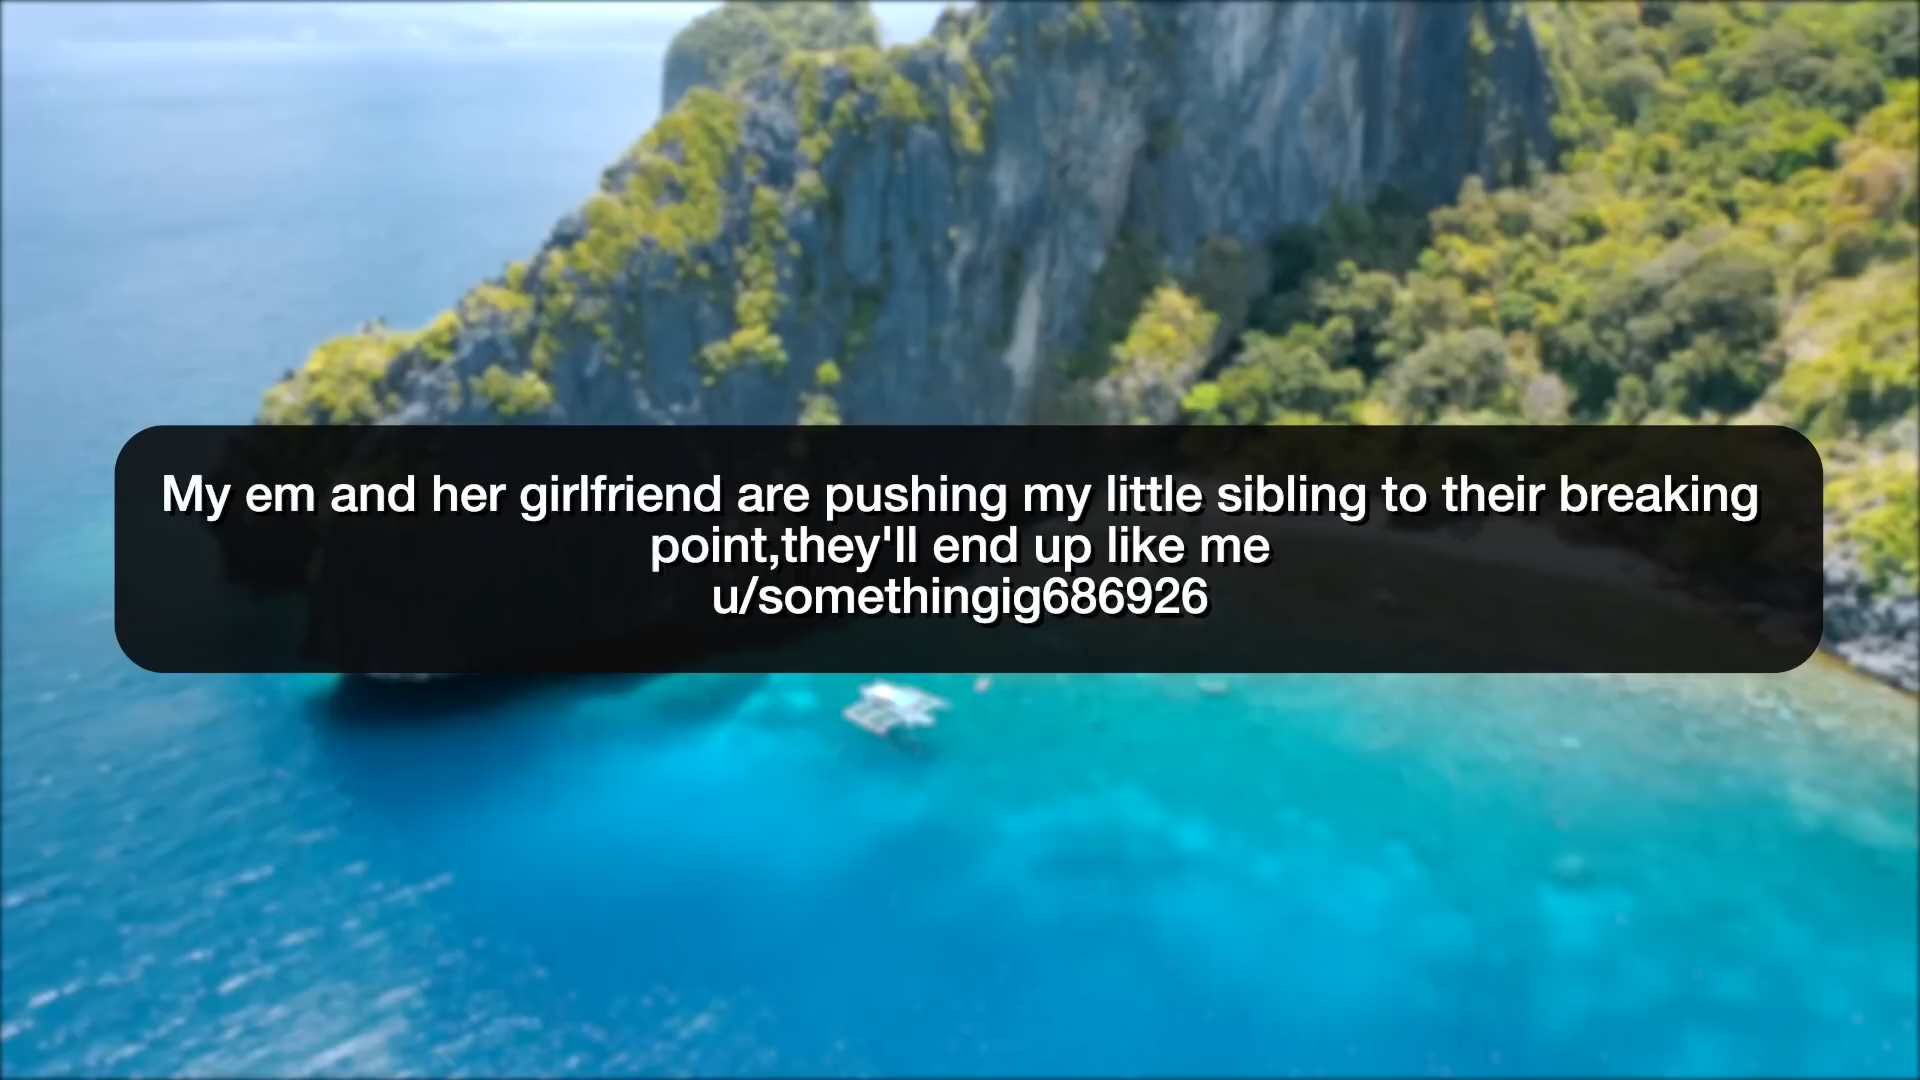 My em and her girlfriend are pushing my little sibling to their breaking
point,they'll end up like me
u/somethingig686926